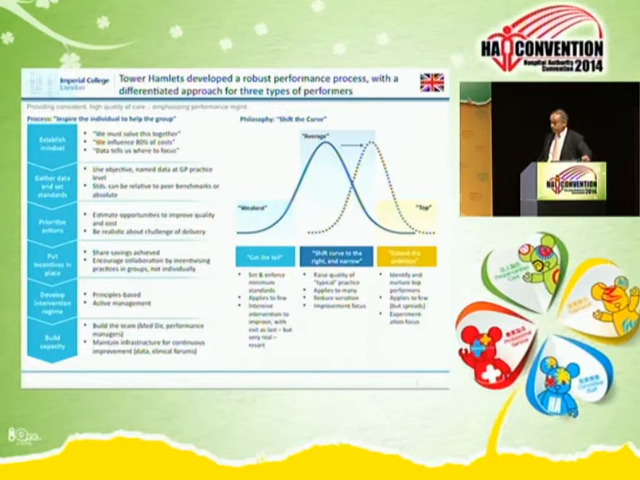 HA CONVENTION
Hospital Authority
Convention 2014
Imperial College
London
Tower Hamlets developed a robust performance process, with a
differentiated approach for three types of performers
Providing consistent, high quality of care : emphasizing performance mgmt
Process: "Inspire the individual to help the group"
Establish
mindset
• "We must solve this together"
• "We influence 80% of costs"
• "Data tells us where to focus"
Gather data
and set
standards
• Use objective, named data at GP practice
level
• Stds. can be relative to peer benchmarks or
absolute
Prioritise
actions
• Estimate opportunities to improve quality
and cost
• Be realistic about challenge of delivery
Put
incentives in
place
• Share savings achieved
• Encourage collaboration by incentivising
practices in groups, not individually
Develop
intervention
regime
• Principles-based
• Active management
Build
capacity
• Build the team (Med Dir, performance
managers)
• Maintain infrastructure for continuous
improvement (data, clinical forums)
Philosophy: "Shift the Curve"
"Average"
"Weakest"
"Top"
"Cut the tail"
• Set & enforce
minimum
standards
• Applies to few
• Intensive
intervention to
improve, with
exit as last – but
very real –
resort
"Shift curve to the
right, and narrow"
• Raise quality of
"typical" practice
• Applies to many
• Reduce variation
• Improvement focus
"Extend the
ambition"
• Identify and
nurture top
performers
• Applies to few
(but spreads)
• Experiment-
ation focus
HA CONVENTION
2014